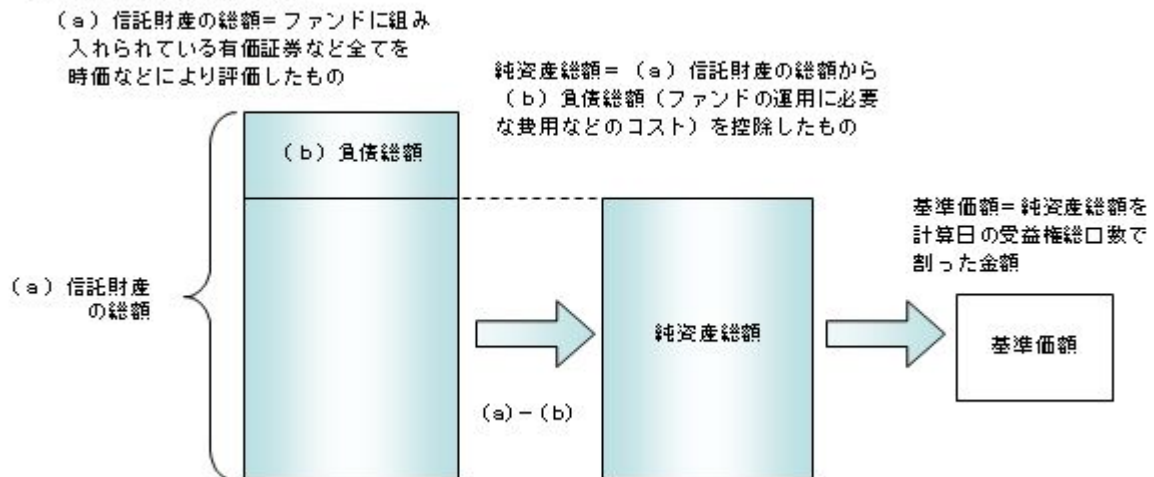 （a）信託財産の総額＝ファンドに組み
入れられている有価証券など全てを
時価などにより評価したもの
純資産総額＝（a）信託財産の総額から
（b）負債総額（ファンドの運用に必要
な費用などのコスト）を控除したもの
（b）負債総額
基準価額＝純資産総額を
計算日の受益権総口数で
割った金額
（a）信託財産
の総額
純資産総額
基準価額
（a）－（b）